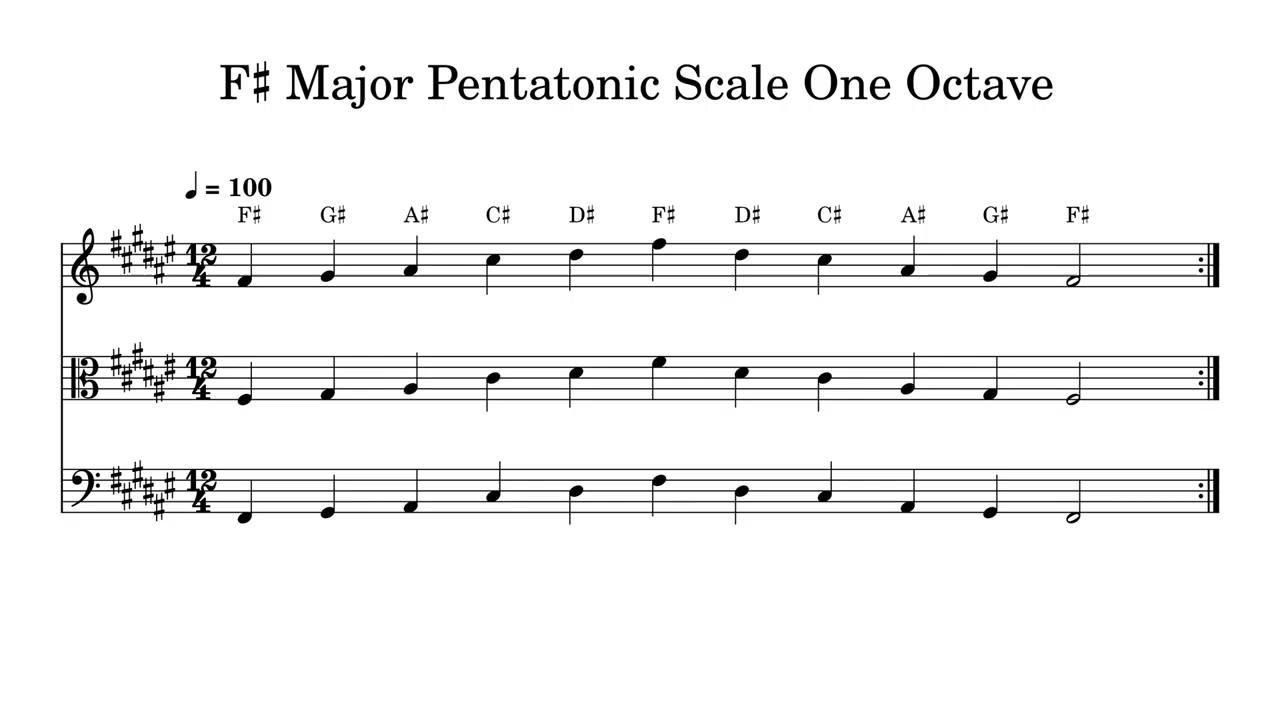 F♯ Major Pentatonic Scale One Octave
♩ = 100
F♯ G♯ A♯ C♯ D♯ F♯ D♯ C♯ A♯ G♯ F♯
12
4
12
4
12
4